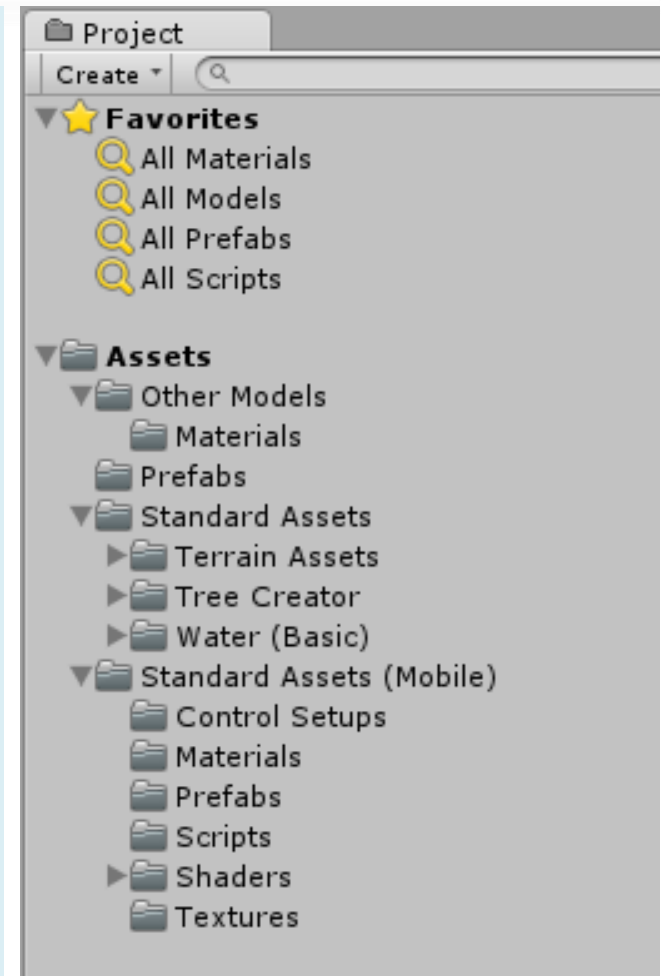 Project
Create
Favorites
All Materials
All Models
All Prefabs
All Scripts
Assets
Other Models
Materials
Prefabs
Standard Assets
Terrain Assets
Tree Creator
Water (Basic)
Standard Assets (Mobile)
Control Setups
Materials
Prefabs
Scripts
Shaders
Textures